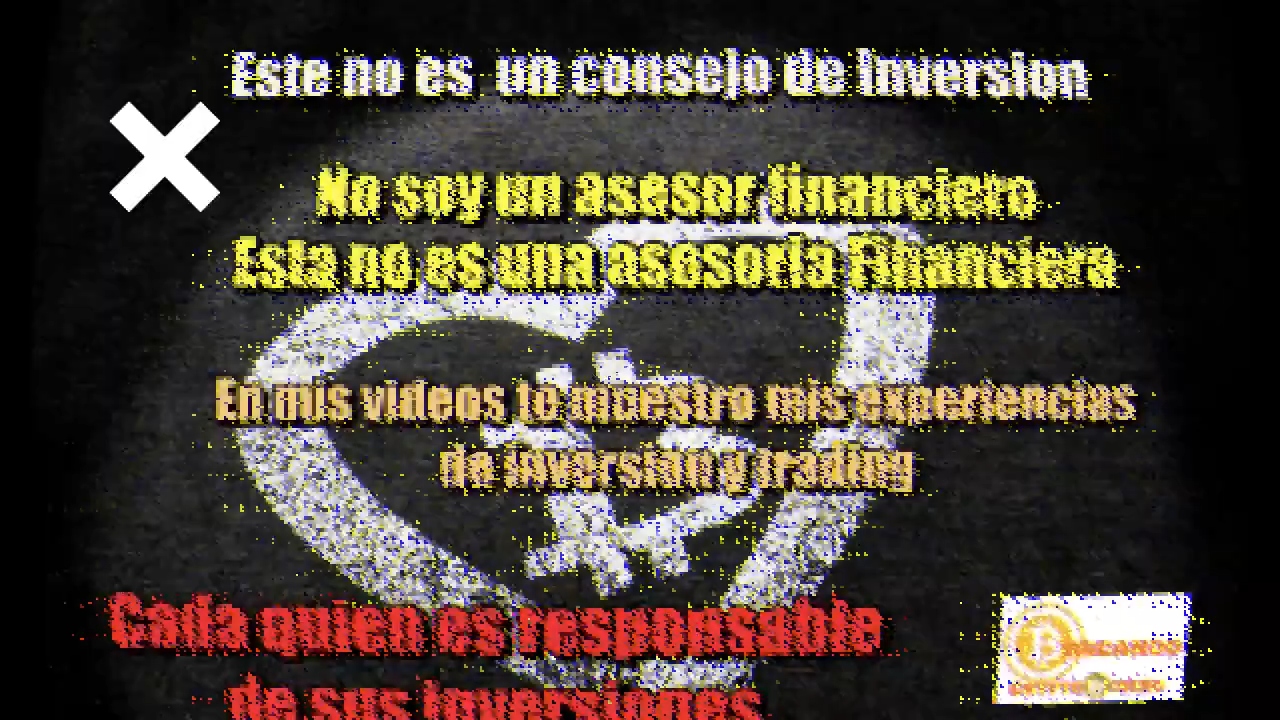 Este no es un consejo de inversion
No soy un asesor financiero
Esta no es una asesoria Financiera
En mis videos te muestro mis experiencias
de inversion y trading
Cada quien es responsable
de sus inversiones